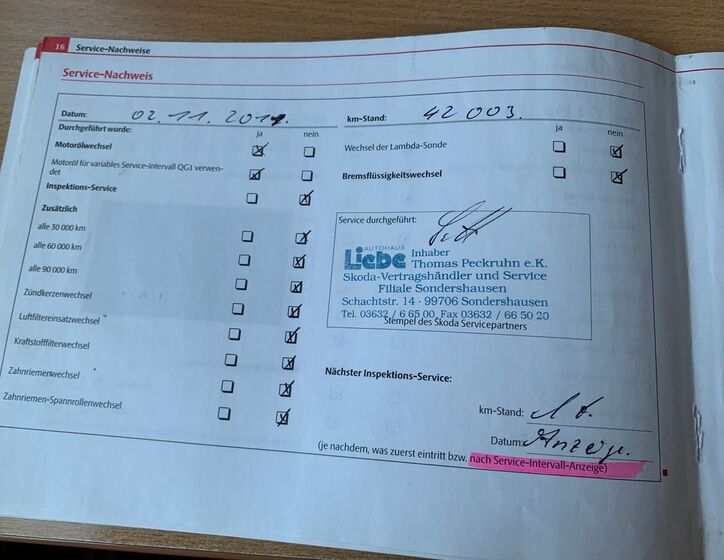 16 Service-Nachweise
Service-Nachweis
Datum: 02. 11. 2011.
km-Stand: 42 003.
Durchgeführt wurde: ja nein
ja nein
Motorölwechsel
Wechsel der Lambda-Sonde
Motoröl für variables Service-Intervall QG1 verwen-
det
Bremsflüssigkeitswechsel
Inspektions-Service
Zusätzlich
alle 30 000 km
alle 60 000 km
alle 90 000 km
Zündkerzenwechsel
Luftfiltereinsatzwechsel
Kraftstofffilterwechsel
Zahnriemenwechsel
Zahnriemen-Spannrollenwechsel
Service durchgeführt:
AUTOHAUS
Liebe Inhaber
Thomas Peckruhn e.K.
Skoda-Vertragshändler und Service
Filiale Sondershausen
Schachtstr. 14 · 99706 Sondershausen
Tel. 03632 / 6 65 00 Fax 03632 / 66 50 20
Stempel des Skoda Servicepartners
Nächster Inspektions-Service:
km-Stand: lt.
Datum: Anzeige.
(je nachdem, was zuerst eintritt bzw. nach Service-Intervall-Anzeige)